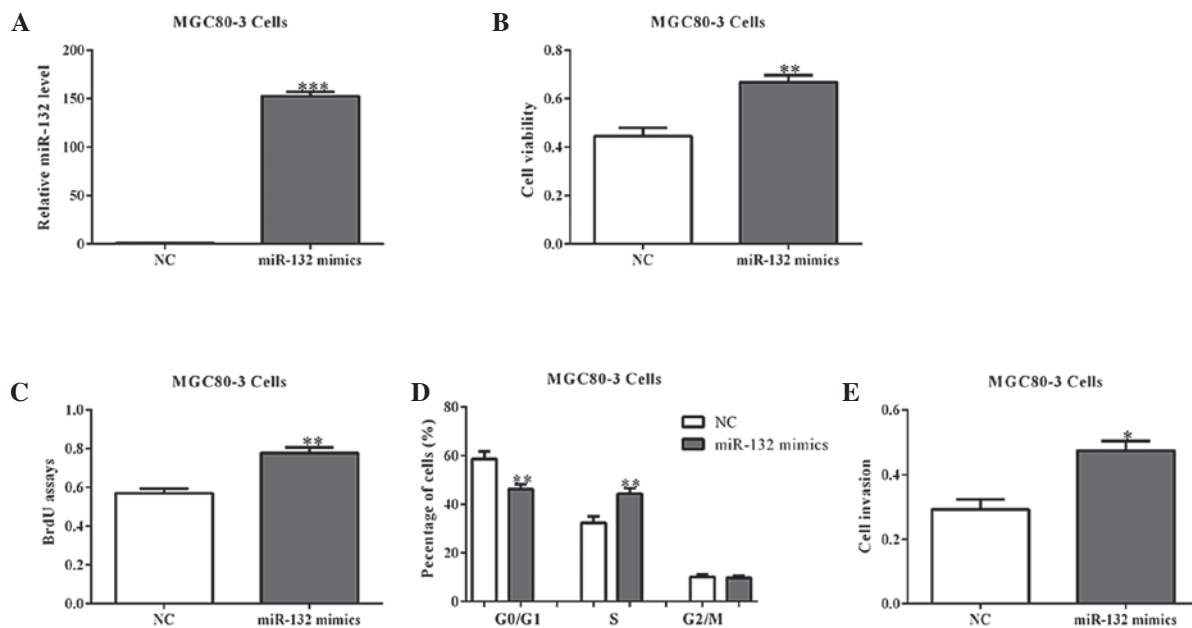 A
MGC80-3 Cells
Relative miR-132 level
200
150
100
50
0
***
NC
miR-132 mimics
B
MGC80-3 Cells
Cell viability
0.8
0.6
0.4
0.2
0.0
**
NC
miR-132 mimics
C
MGC80-3 Cells
BrdU assays
1.0
0.8
0.6
0.4
0.2
0.0
**
NC
miR-132 mimics
D
MGC80-3 Cells
Pecentage of cells (%)
80
60
40
20
0
NC
miR-132 mimics
**
**
G0/G1
S
G2/M
E
MGC80-3 Cells
Cell invasion
0.6
0.4
0.2
0.0
*
NC
miR-132 mimics